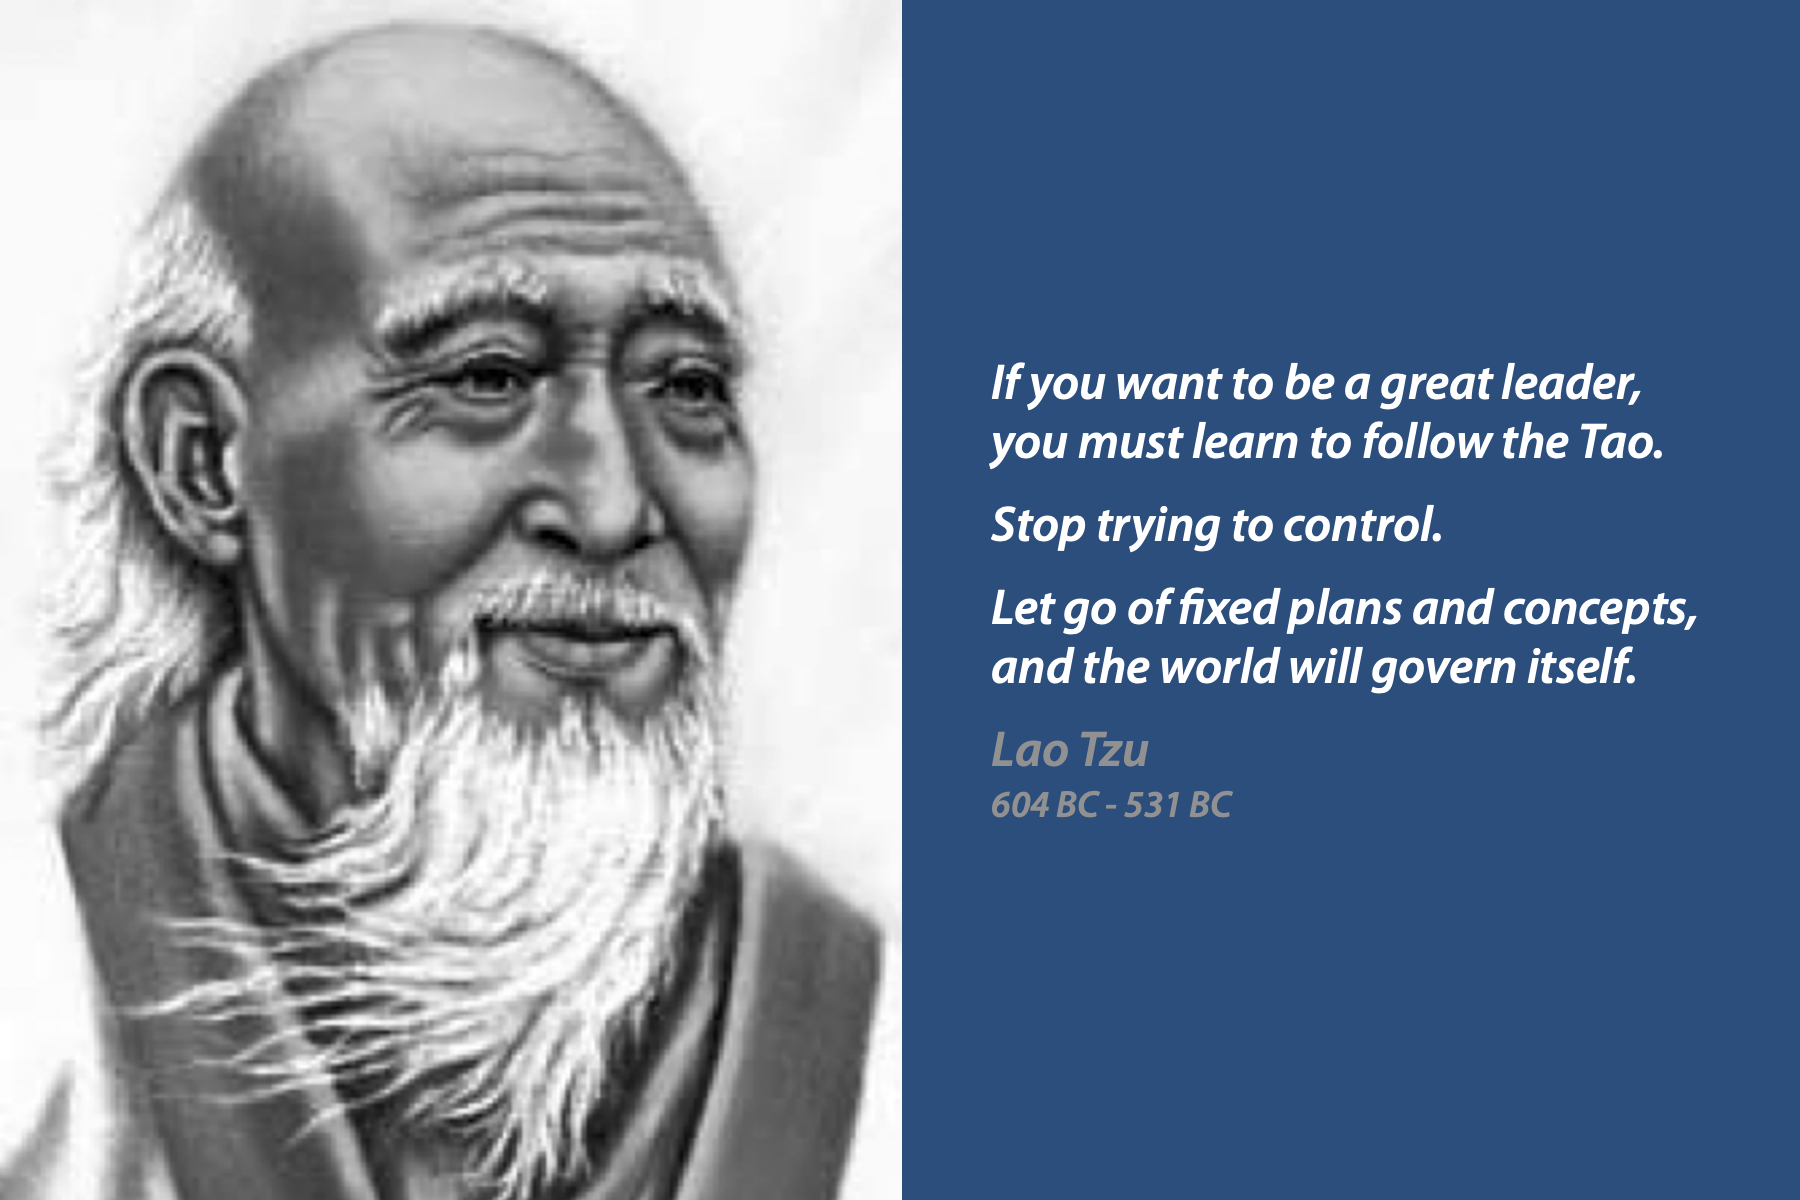 If you want to be a great leader,
you must learn to follow the Tao.
Stop trying to control.
Let go of fixed plans and concepts,
and the world will govern itself.
Lao Tzu
604 BC - 531 BC